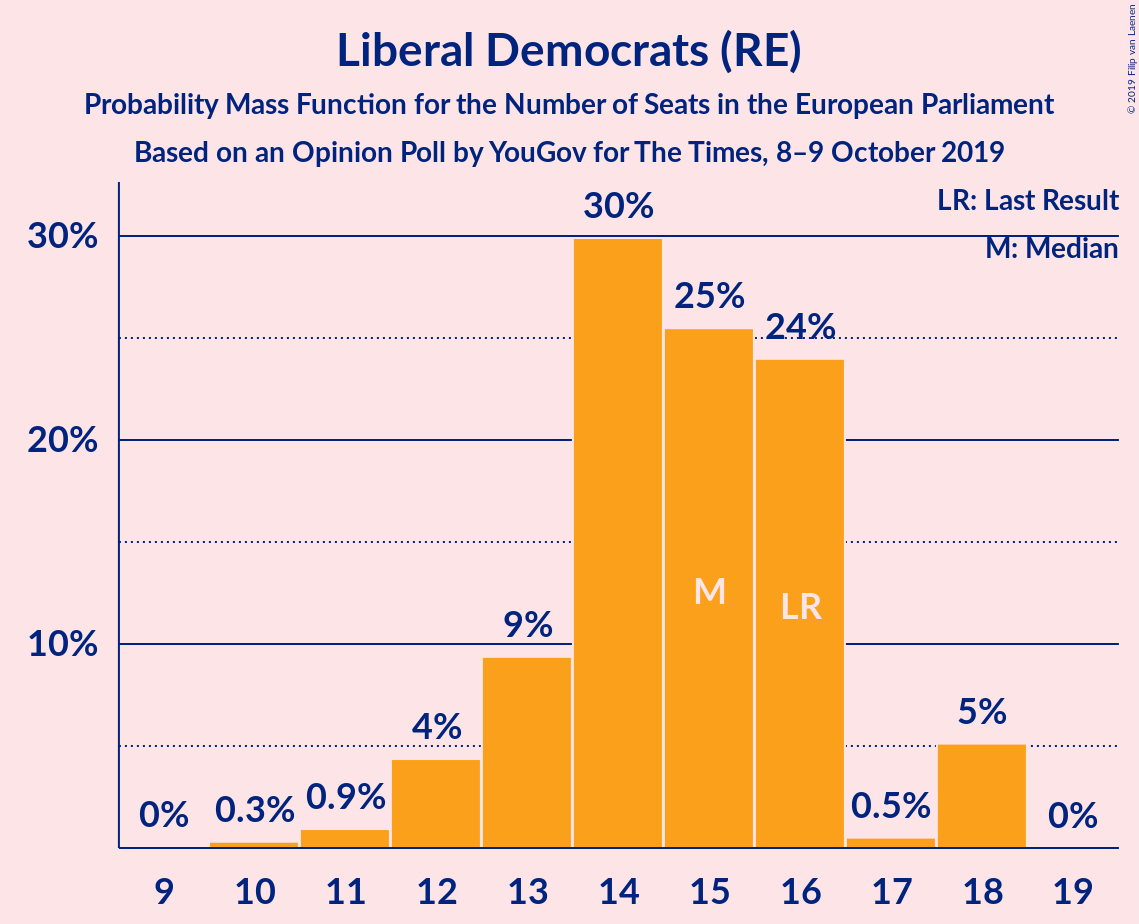 Liberal Democrats (RE)
Probability Mass Function for the Number of Seats in the European Parliament
Based on an Opinion Poll by YouGov for The Times, 8–9 October 2019
© 2019 Filip van Laenen
LR: Last Result
M: Median
30%
20%
10%
0%
0.3%
0.9%
4%
9%
30%
25%
24%
0.5%
5%
0%
M
LR
9 10 11 12 13 14 15 16 17 18 19